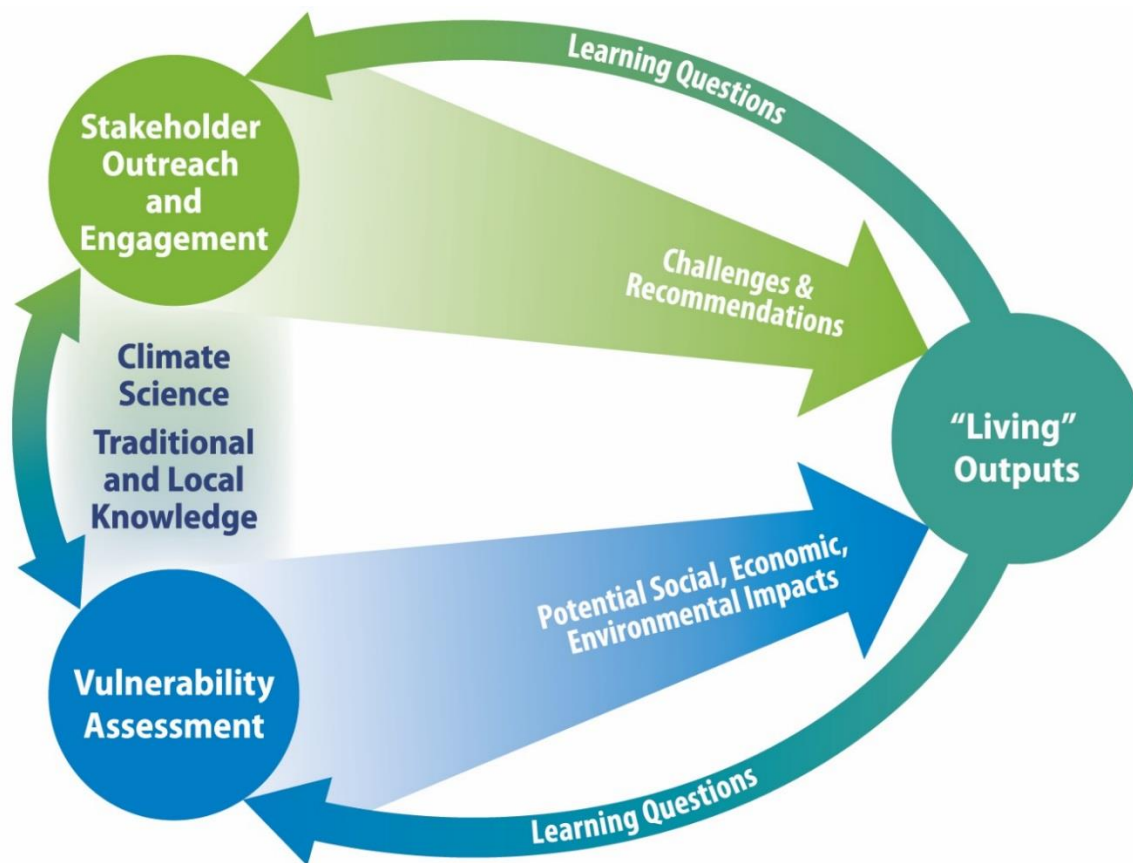 Learning Questions
Stakeholder
Outreach
and
Engagement
Challenges &
Recommendations
Climate
Science
Traditional
and Local
Knowledge
“Living”
Outputs
Potential Social, Economic,
Environmental Impacts
Vulnerability
Assessment
Learning Questions